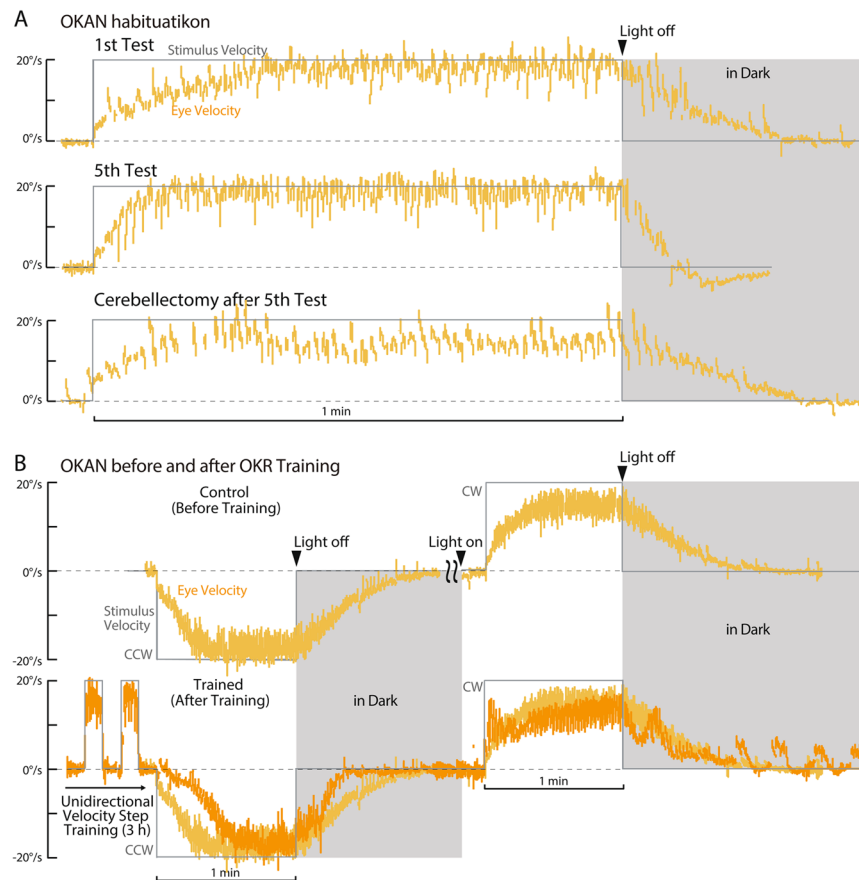 A
OKAN habituatikon
1st Test
Stimulus Velocity
Light off
20°/s
in Dark
Eye Velocity
0°/s
5th Test
20°/s
0°/s
Cerebellectomy after 5th Test
20°/s
0°/s
1 min
B
OKAN before and after OKR Training
Light off
20°/s
Control
(Before Training)
CW
Light off
Light on
0°/s
Eye Velocity
Stimulus
Velocity
CCW
in Dark
-20°/s
20°/s
Trained
(After Training)
in Dark
CW
0°/s
Unidirectional
Velocity Step
Training (3 h)
1 min
CCW
-20°/s
1 min